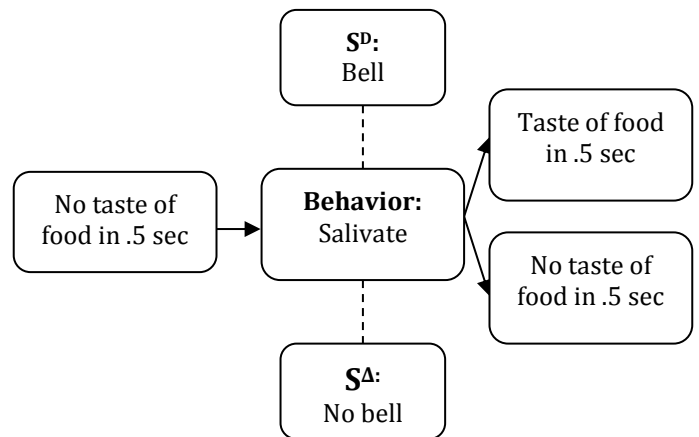 Sᴰ:
Bell
No taste of
food in .5 sec
Behavior:
Salivate
Taste of food
in .5 sec
No taste of
food in .5 sec
S^Δ:
No bell